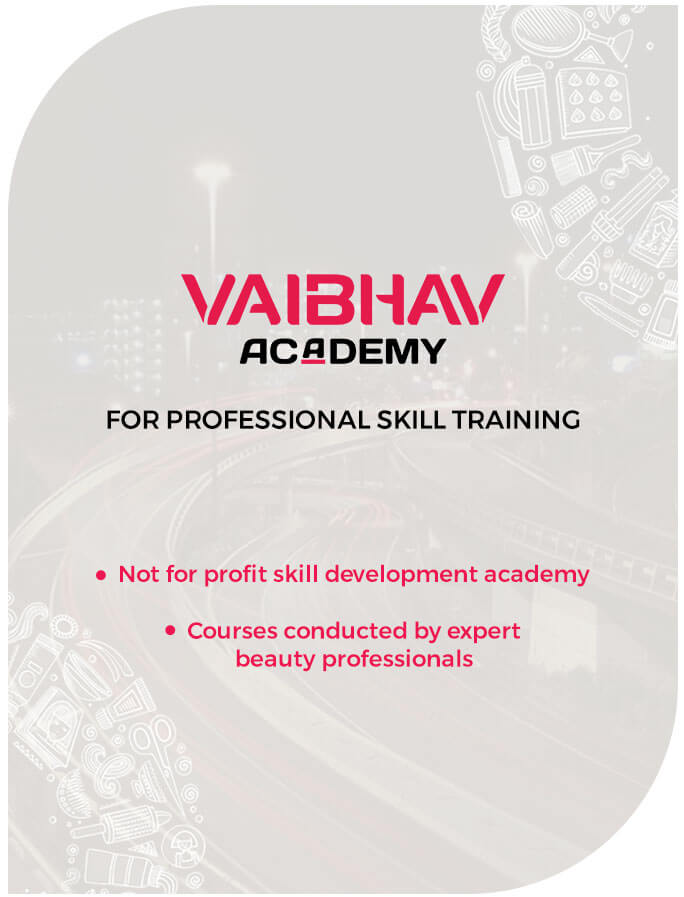 VAIBHAV
ACADEMY
FOR PROFESSIONAL SKILL TRAINING
• Not for profit skill development academy
• Courses conducted by expert
beauty professionals